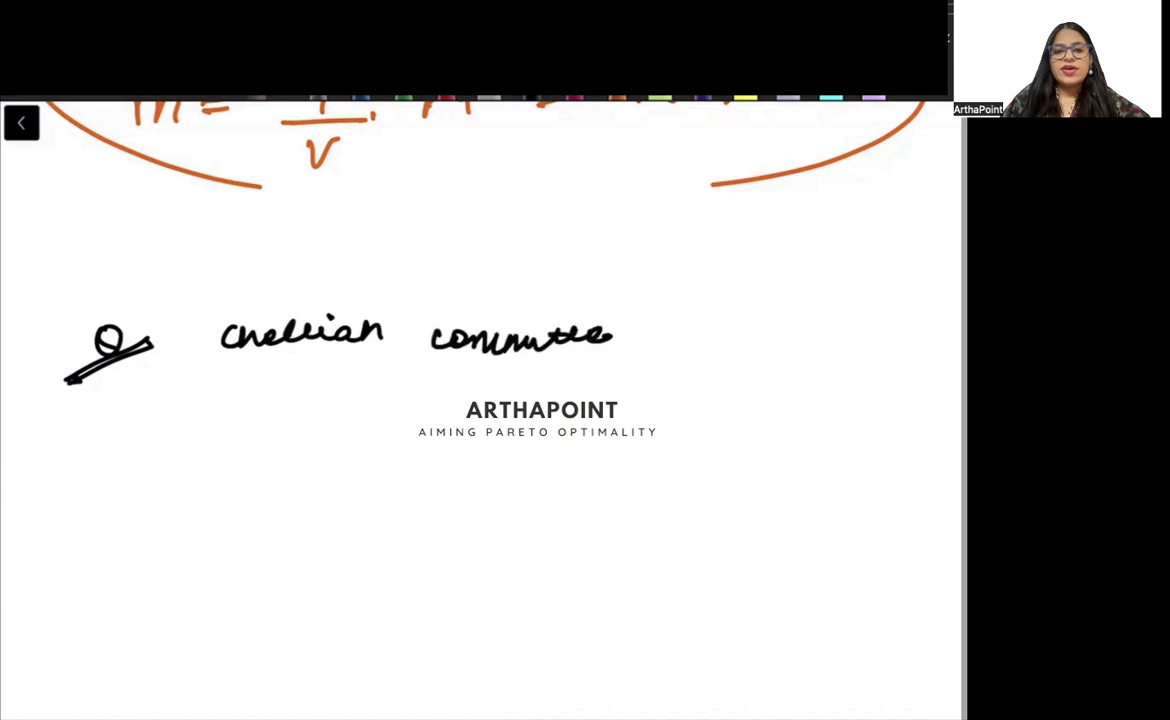 ArthaPoint
m =
V
Q Chelliah committee
ARTHAPOINT
AIMING PARETO OPTIMALITY